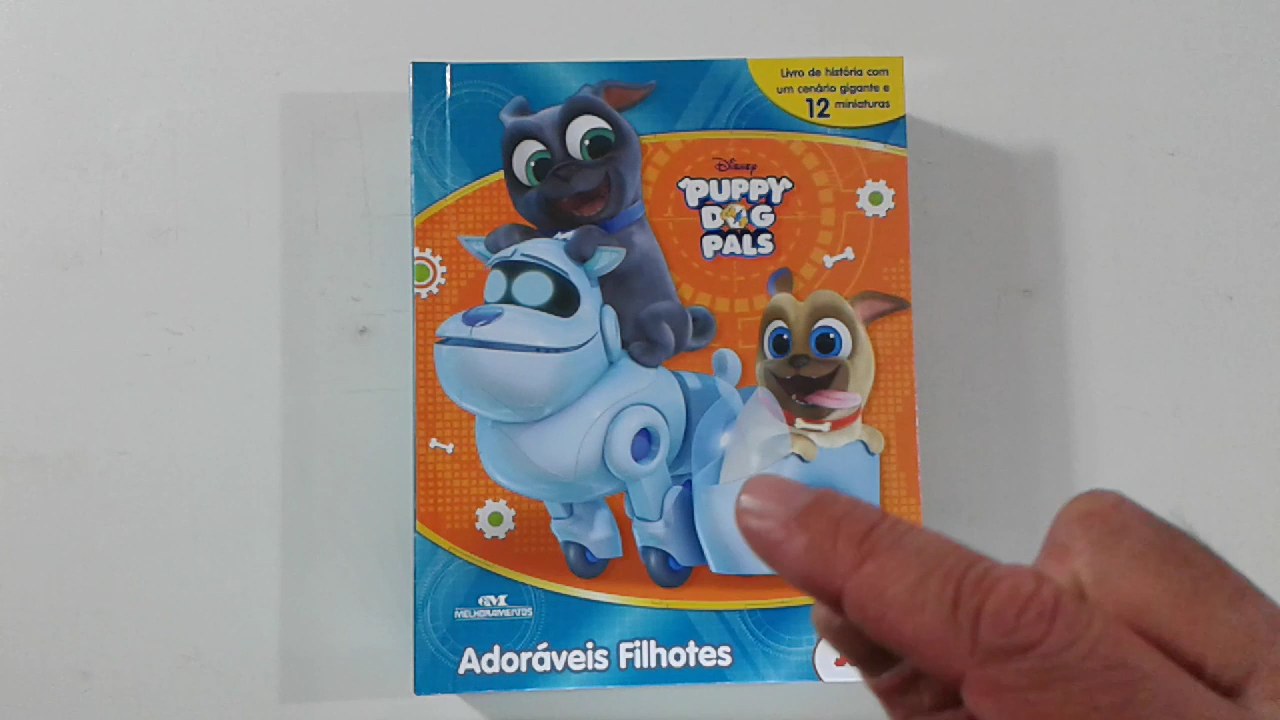 Livro de história com
um cenário gigante e
12 miniaturas
Disney
PUPPY
DOG
PALS
MELHORAMENTOS
Adoráveis Filhotes